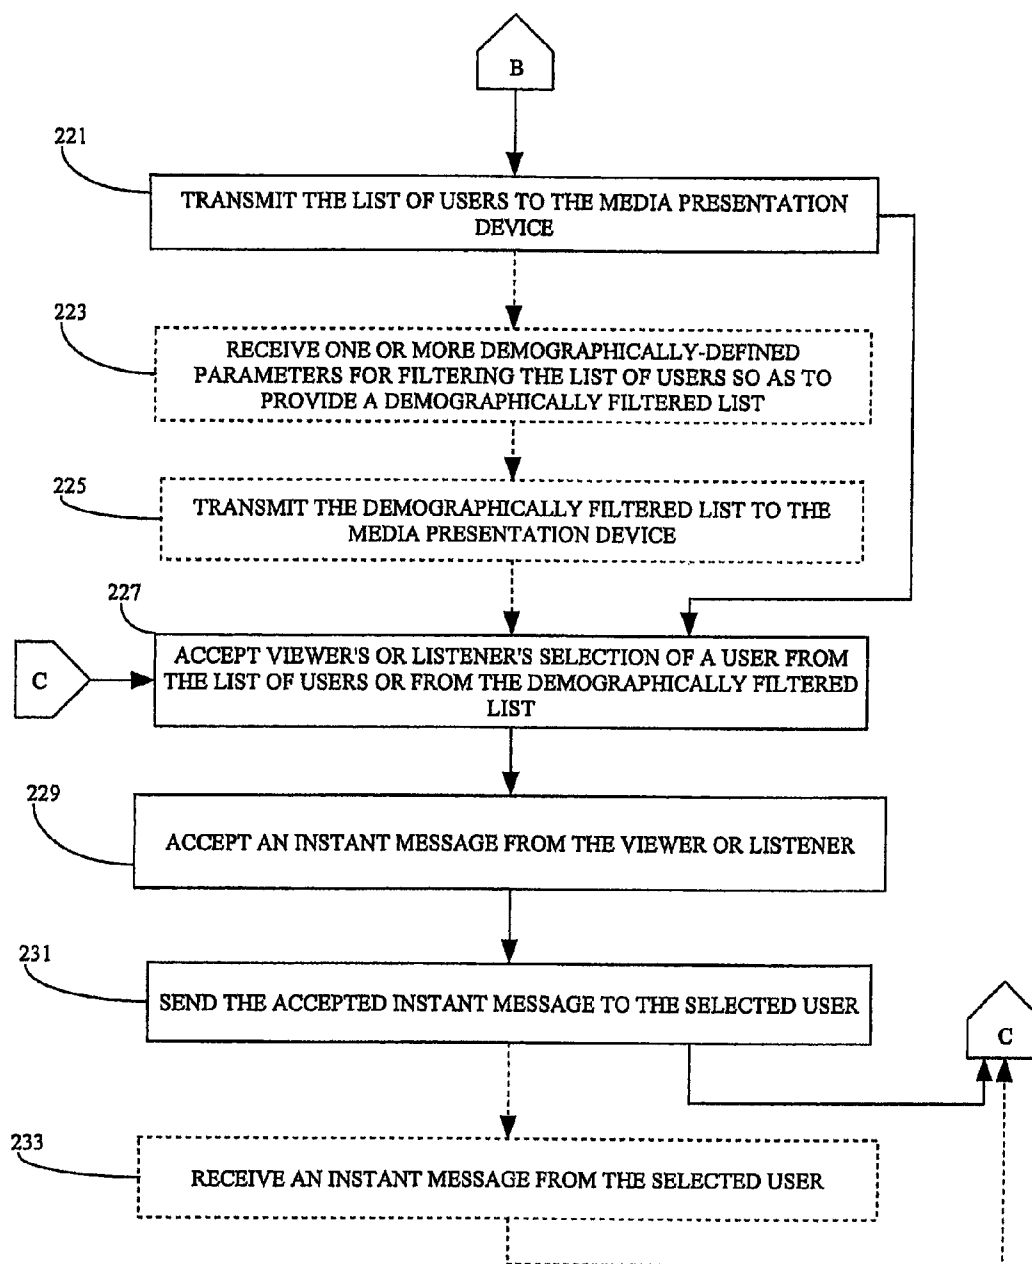 B
221
TRANSMIT THE LIST OF USERS TO THE MEDIA PRESENTATION
DEVICE
223
RECEIVE ONE OR MORE DEMOGRAPHICALLY-DEFINED
PARAMETERS FOR FILTERING THE LIST OF USERS SO AS TO
PROVIDE A DEMOGRAPHICALLY FILTERED LIST
225
TRANSMIT THE DEMOGRAPHICALLY FILTERED LIST TO THE
MEDIA PRESENTATION DEVICE
227
C
ACCEPT VIEWER'S OR LISTENER'S SELECTION OF A USER FROM
THE LIST OF USERS OR FROM THE DEMOGRAPHICALLY FILTERED
LIST
229
ACCEPT AN INSTANT MESSAGE FROM THE VIEWER OR LISTENER
231
SEND THE ACCEPTED INSTANT MESSAGE TO THE SELECTED USER
C
233
RECEIVE AN INSTANT MESSAGE FROM THE SELECTED USER